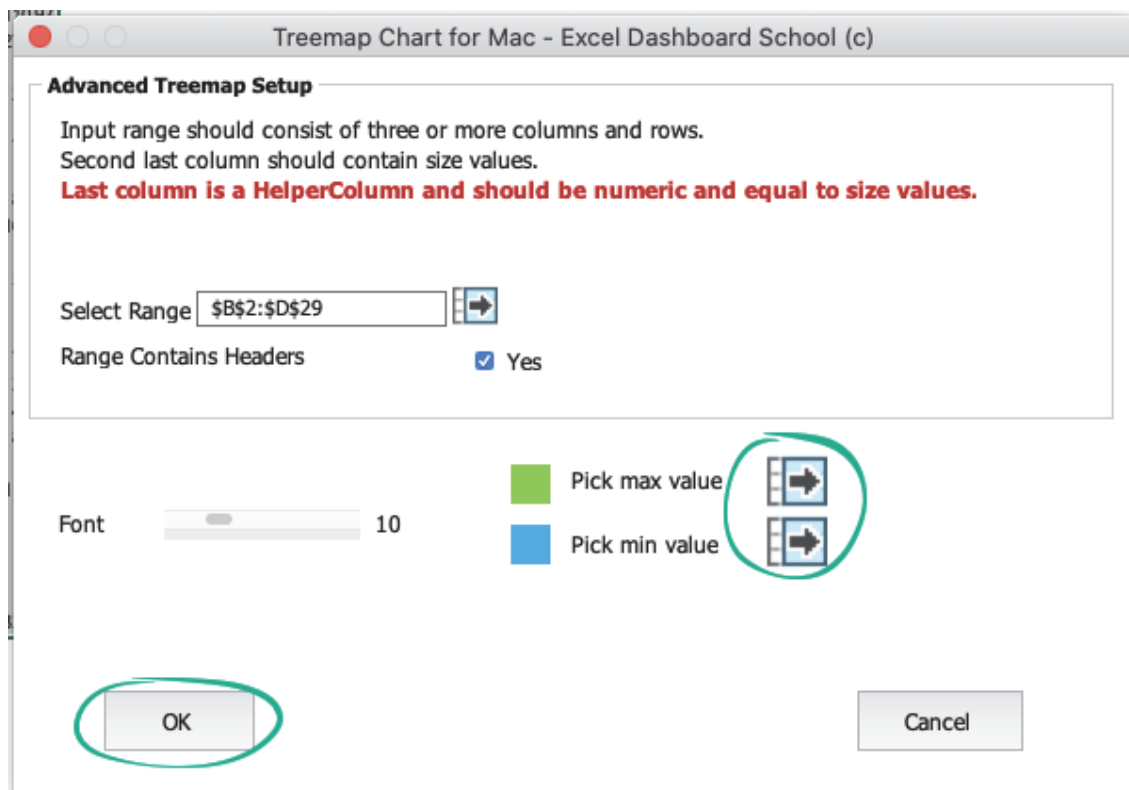 Treemap Chart for Mac - Excel Dashboard School (c)
Advanced Treemap Setup
Input range should consist of three or more columns and rows.
Second last column should contain size values.
Last column is a HelperColumn and should be numeric and equal to size values.
Select Range $B$2:$D$29
Range Contains Headers Yes
Pick max value
Font 10
Pick min value
OK Cancel